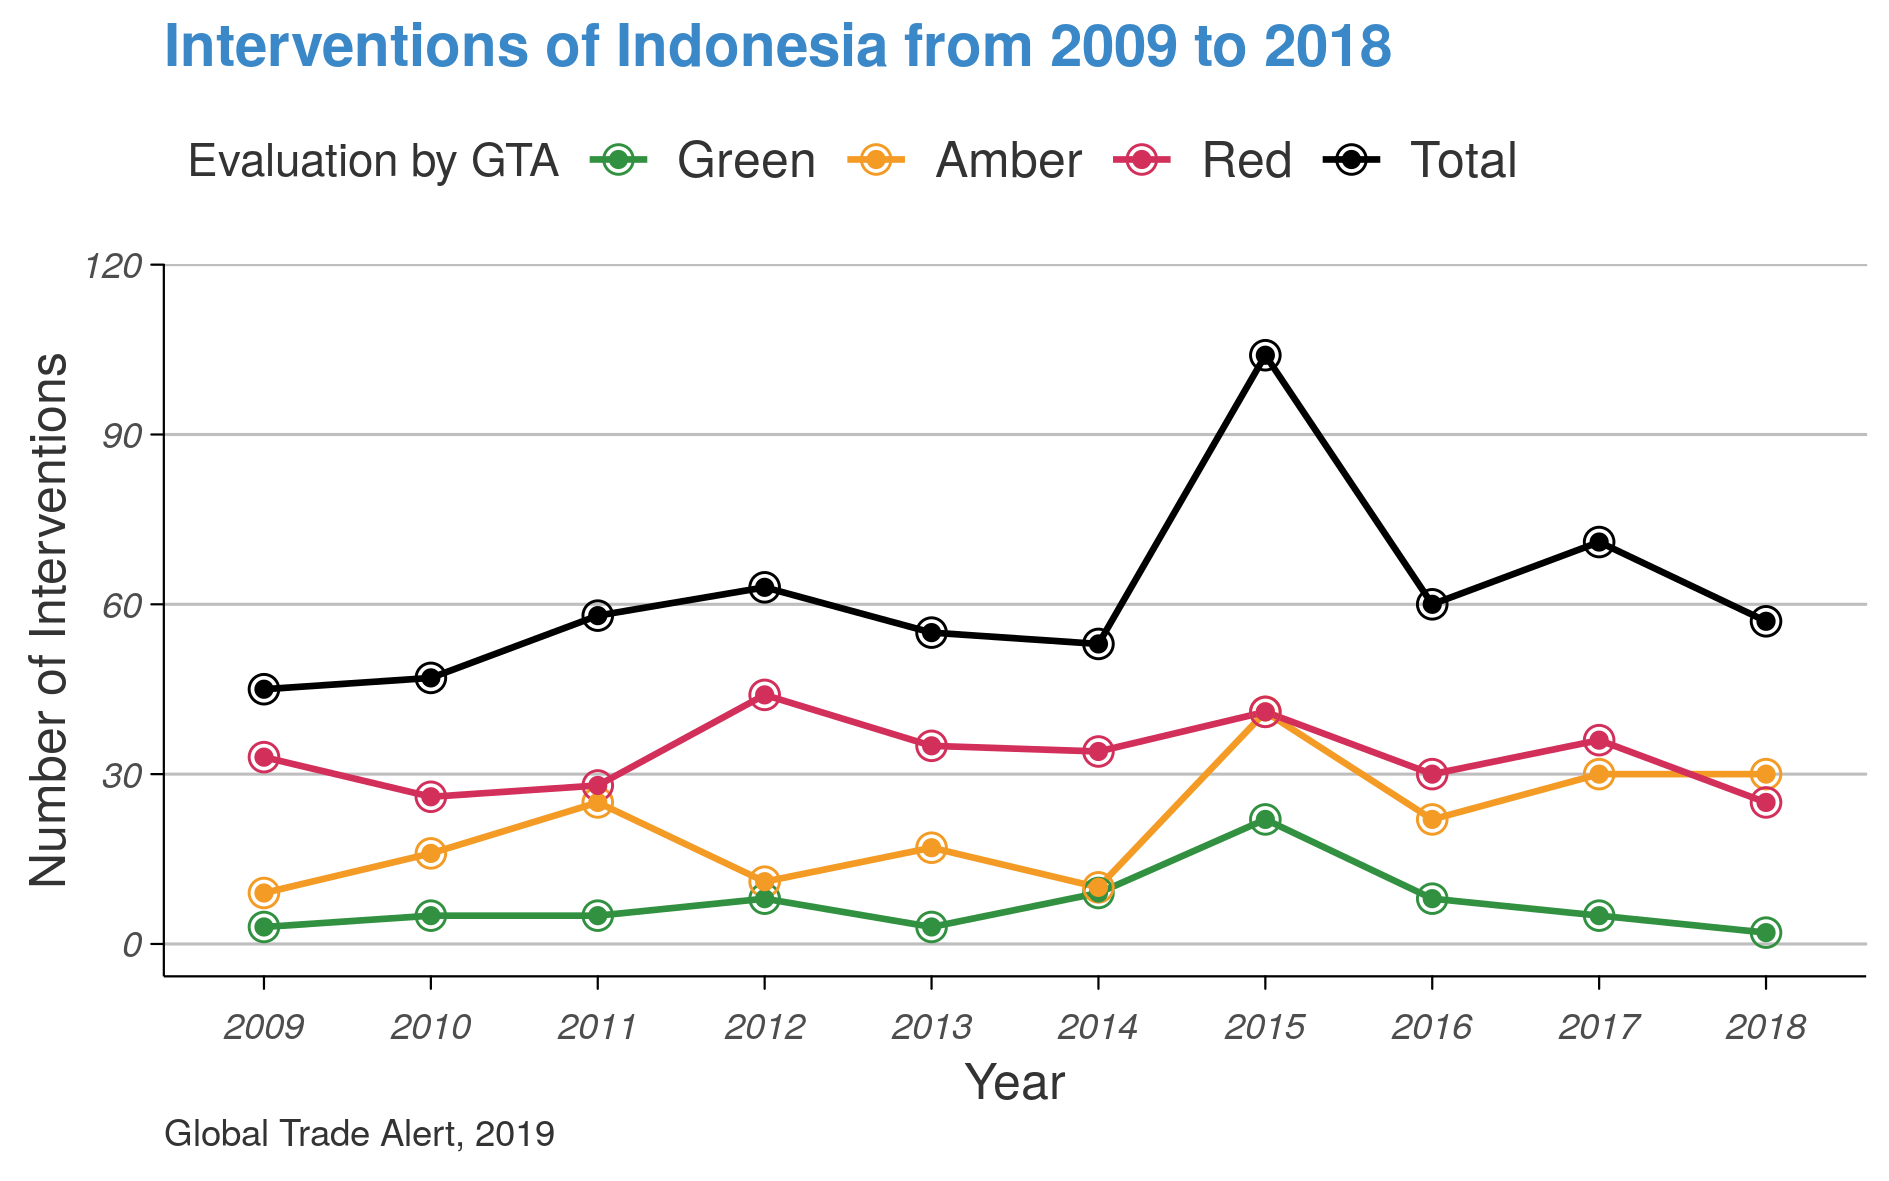 Interventions of Indonesia from 2009 to 2018
Evaluation by GTA Green Amber Red Total
120
90
60
30
0
Number of Interventions
2009 2010 2011 2012 2013 2014 2015 2016 2017 2018
Year
Global Trade Alert, 2019